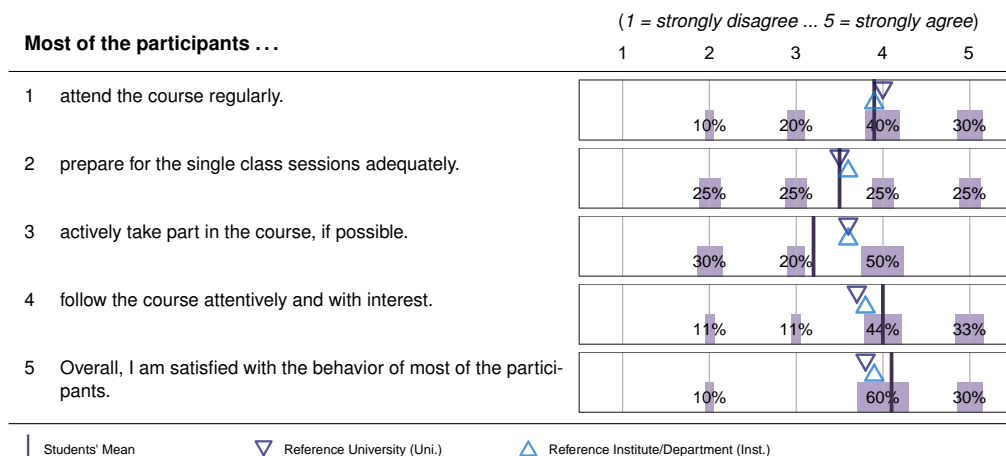 (1 = strongly disagree ... 5 = strongly agree)
Most of the participants . . .
1 2 3 4 5
1 attend the course regularly.
10% 20% 40% 30%
2 prepare for the single class sessions adequately.
25% 25% 25% 25%
3 actively take part in the course, if possible.
30% 20% 50%
4 follow the course attentively and with interest.
11% 11% 44% 33%
5 Overall, I am satisfied with the behavior of most of the partici-
pants.
10% 60% 30%
Students' Mean Reference University (Uni.) Reference Institute/Department (Inst.)